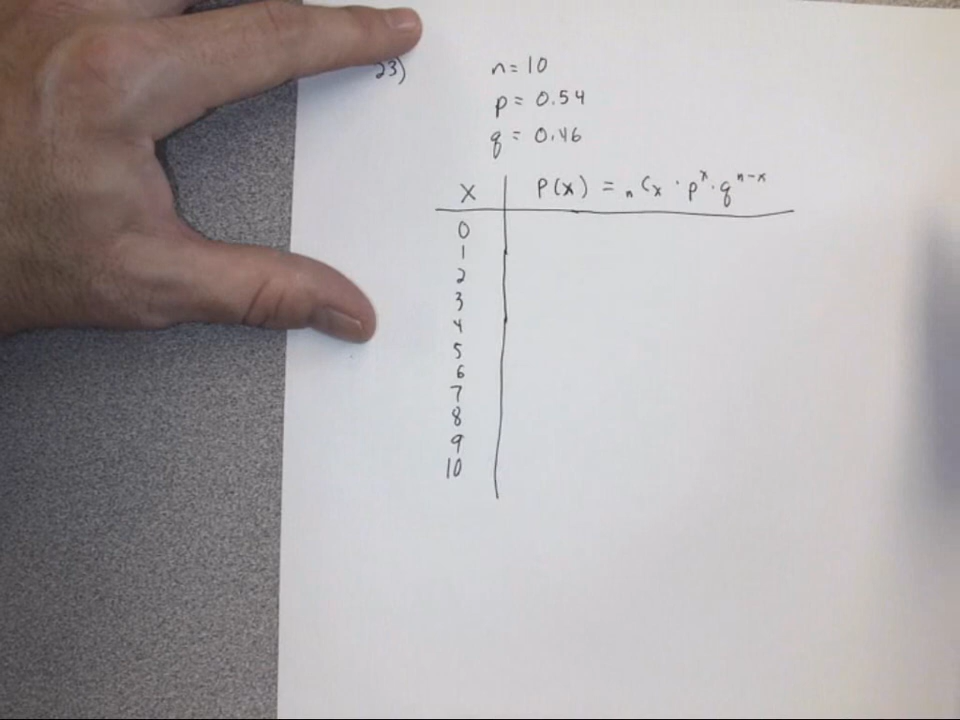 23) n = 10
p = 0.54
q = 0.46
X P(x) = nCx · p^x · q^n-x
0
1
2
3
4
5
6
7
8
9
10